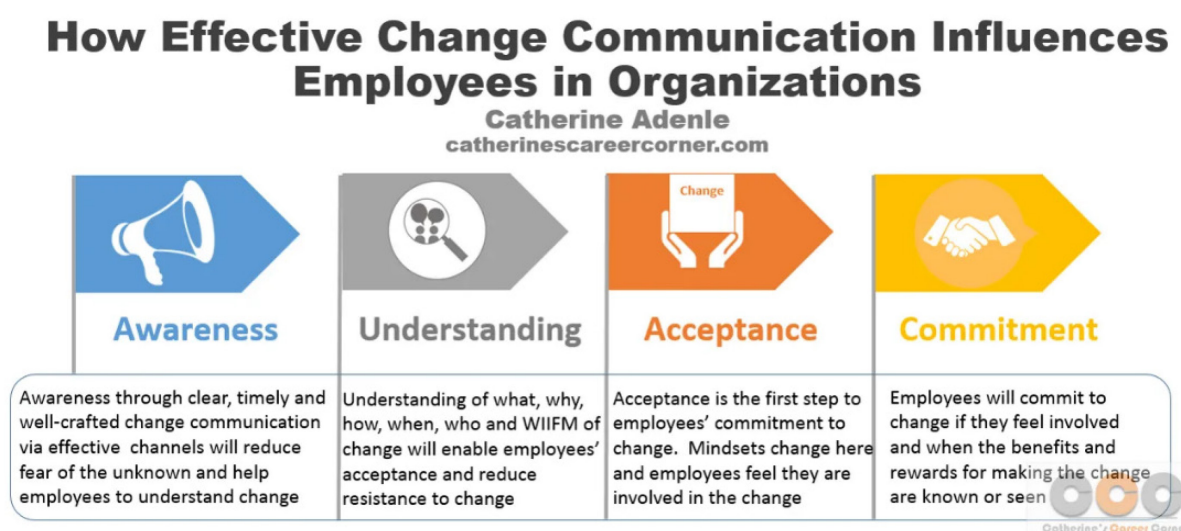 How Effective Change Communication Influences
Employees in Organizations
Catherine Adenle
catherinescareercorner.com
Change
Awareness
Awareness through clear, timely and
well-crafted change communication
via effective channels will reduce
fear of the unknown and help
employees to understand change
Understanding
Understanding of what, why,
how, when, who and WIIFM of
change will enable employees'
acceptance and reduce
resistance to change
Acceptance
Acceptance is the first step to
employees' commitment to
change. Mindsets change here
and employees feel they are
involved in the change
Commitment
Employees will commit to
change if they feel involved
and when the benefits and
rewards for making the change
are known or seen
CCC
Catherine's Career Corner